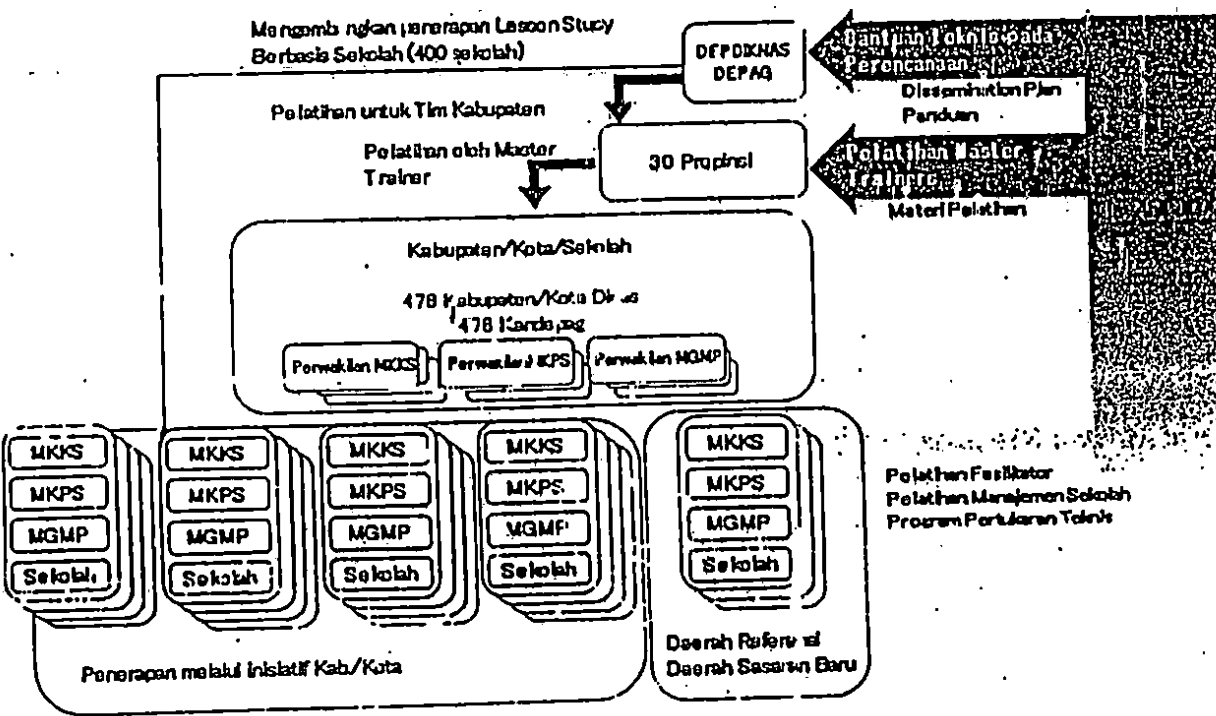 Mengembangkan penerapan Lesson Study
Berbasis Sekolah (400 sekolah)
DEPDIKNAS
DEPAG
Bantuan Teknis pada
Perencanaan
Dissemination Plan
Panduan
Pelatihan untuk Tim Kabupaten
Pelatihan oleh Master
Trainer
30 Propinsi
Pelatihan Master
Trainers
Materi Pelatihan
Kabupaten/Kota/Sekolah
478 Kabupaten/Kota
478 Kandepag
Perwakilan MKKS
Perwakilan MKPS
Perwakilan MGMP
MKKS
MKPS
MGMP
Sekolah
MKKS
MKPS
MGMP
Sekolah
MKKS
MKPS
MGMP
Sekolah
MKKS
MKPS
MGMP
Sekolah
MKKS
MKPS
MGMP
Sekolah
Pelatihan Fasilitator
Pelatihan Manajemen Sekolah
Program Pertukaran Teknis
Penerapan melalui inisiatif Kab./Kota
Daerah Referensi
Daerah Sasaran Baru